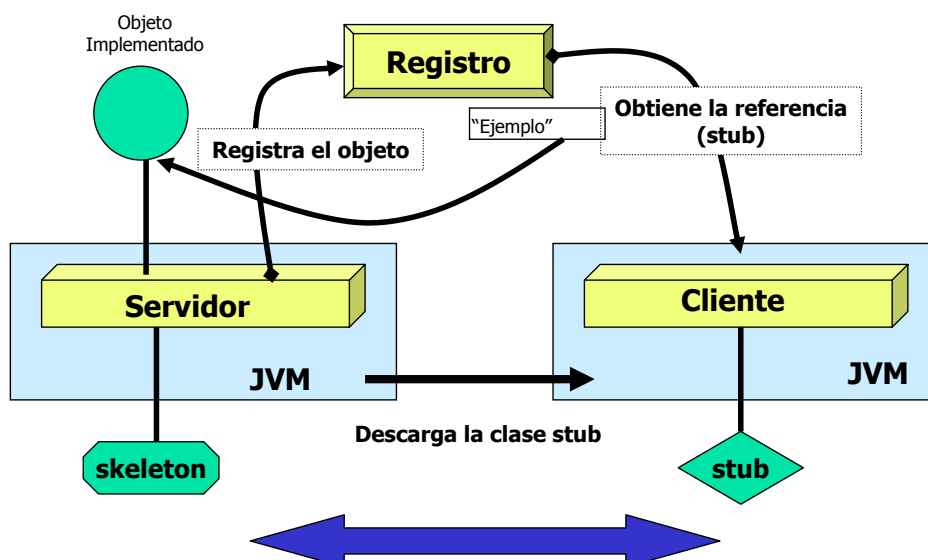 Objeto
Implementado
Registro
"Ejemplo"
Obtiene la referencia
(stub)
Registra el objeto
Servidor
Cliente
JVM
JVM
Descarga la clase stub
skeleton
stub